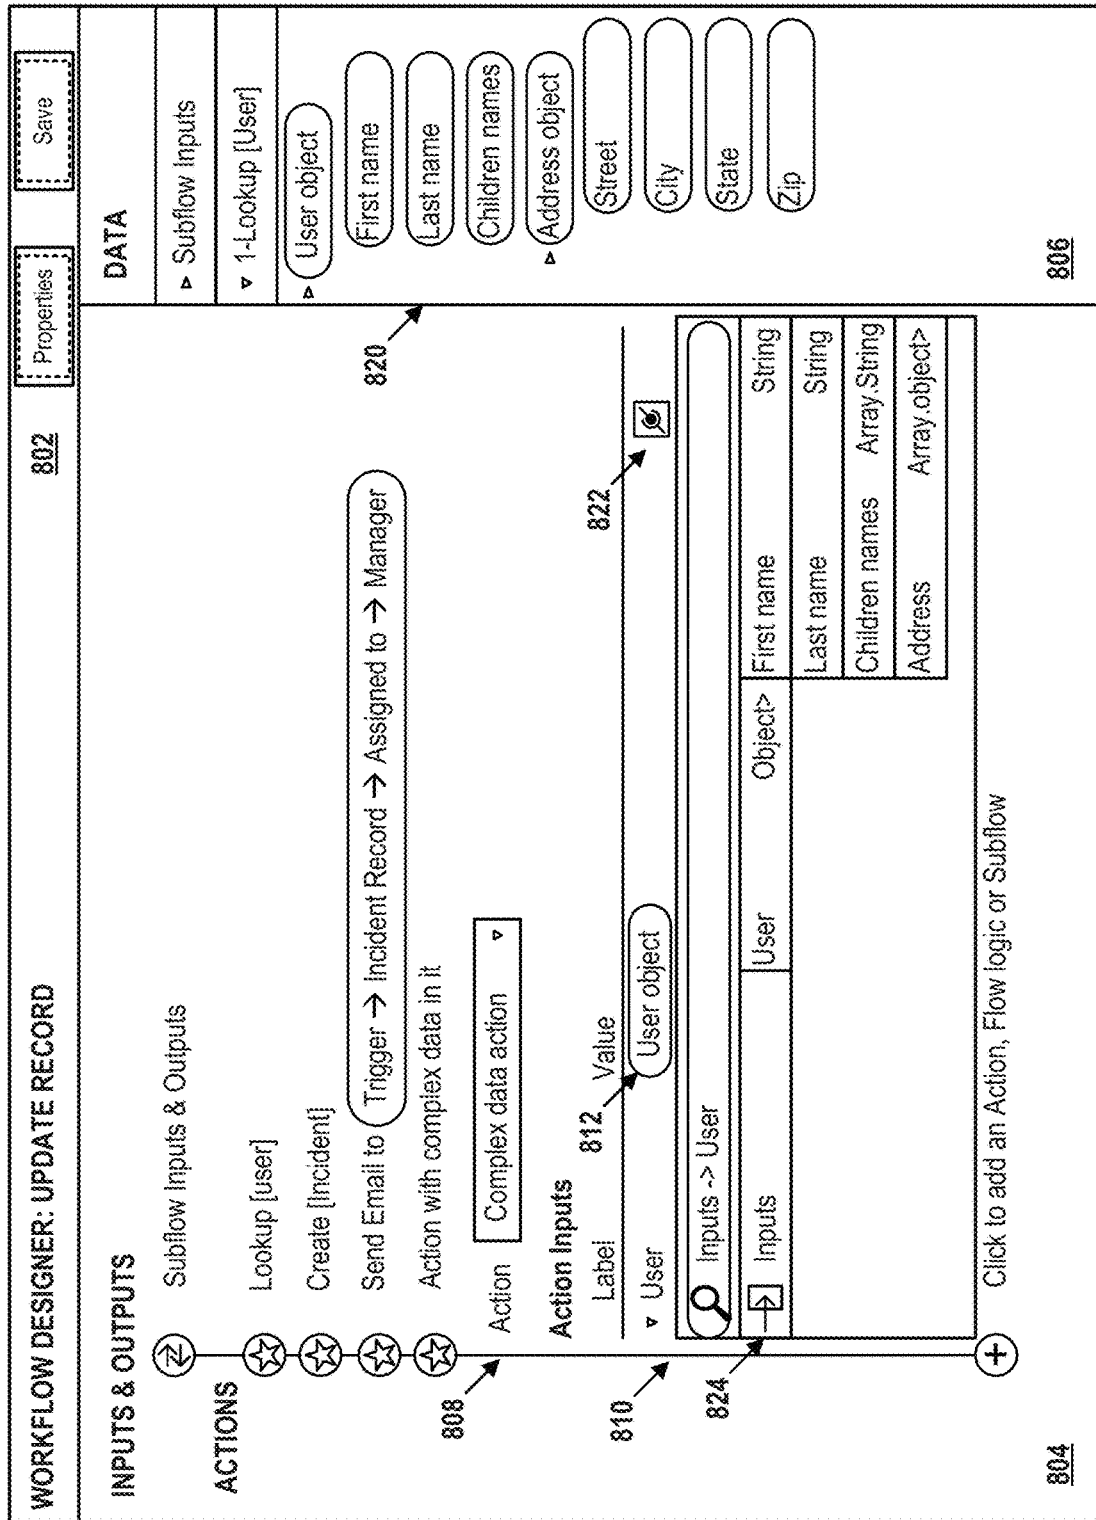 WORKFLOW DESIGNER: UPDATE RECORD
802
Properties
Save
INPUTS & OUTPUTS
Subflow Inputs & Outputs
ACTIONS
Lookup [user]
Create [Incident]
Send Email to Trigger → Incident Record → Assigned to → Manager
Action with complex data in it
808
Action Complex data action
Action Inputs
Label Value
812
822
810
User User object
Inputs -> User
824
Inputs User Object> First name String
Last name String
Children names Array.String
Address Array.object>
Click to add an Action, Flow logic or Subflow
804
DATA
Subflow Inputs
1-Lookup [User]
User object
820
First name
Last name
Children names
Address object
Street
City
State
Zip
806